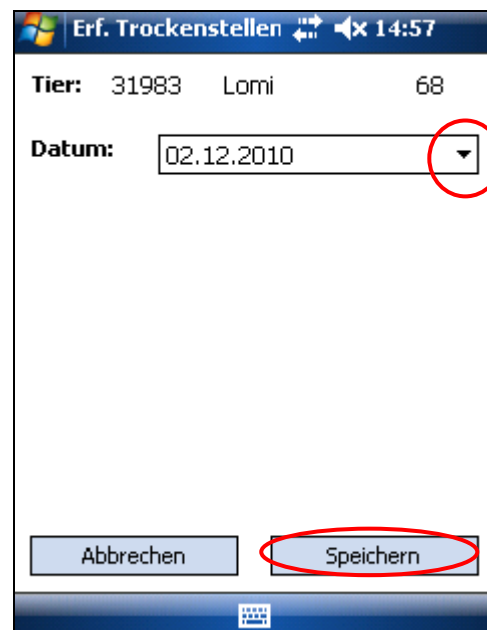 Erf. Trockenstellen 14:57
Tier: 31983 Lomi 68
Datum: 02.12.2010
Abbrechen Speichern